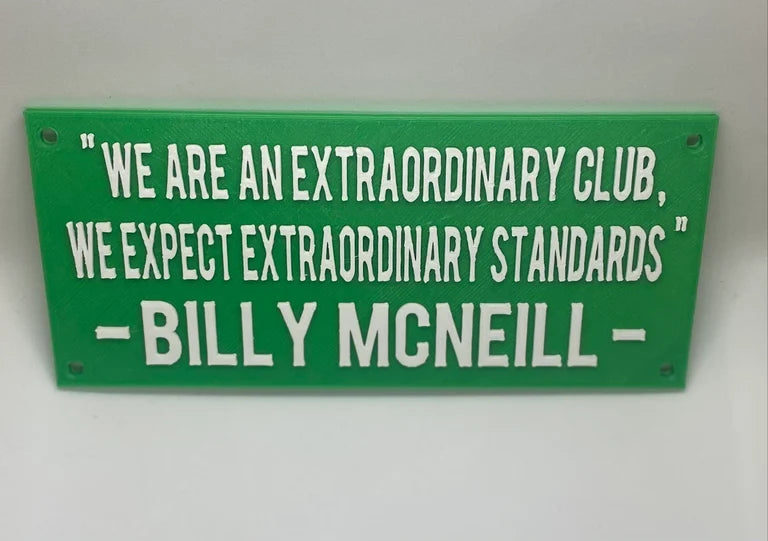 "WE ARE AN EXTRAORDINARY CLUB,
WE EXPECT EXTRAORDINARY STANDARDS"
- BILLY MCNEILL -